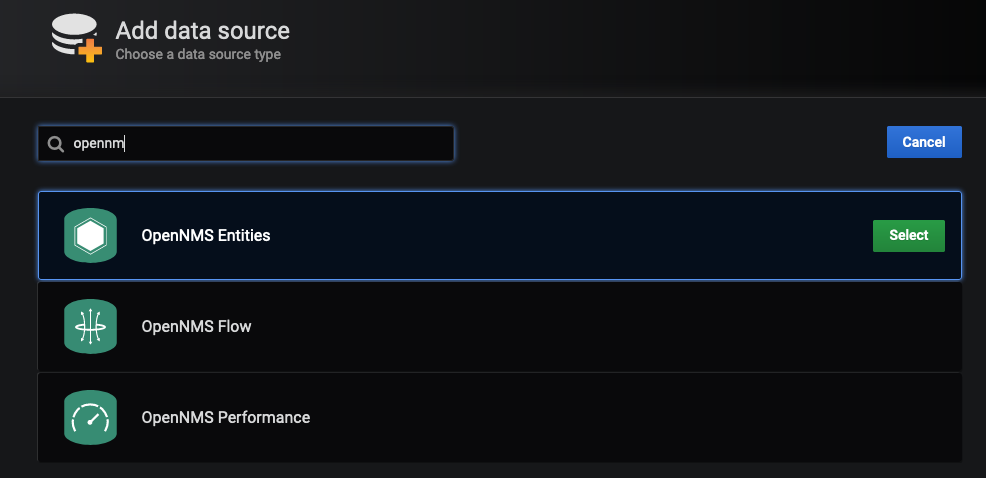 Add data source
Choose a data source type
opennm
Cancel
OpenNMS Entities
Select
OpenNMS Flow
OpenNMS Performance